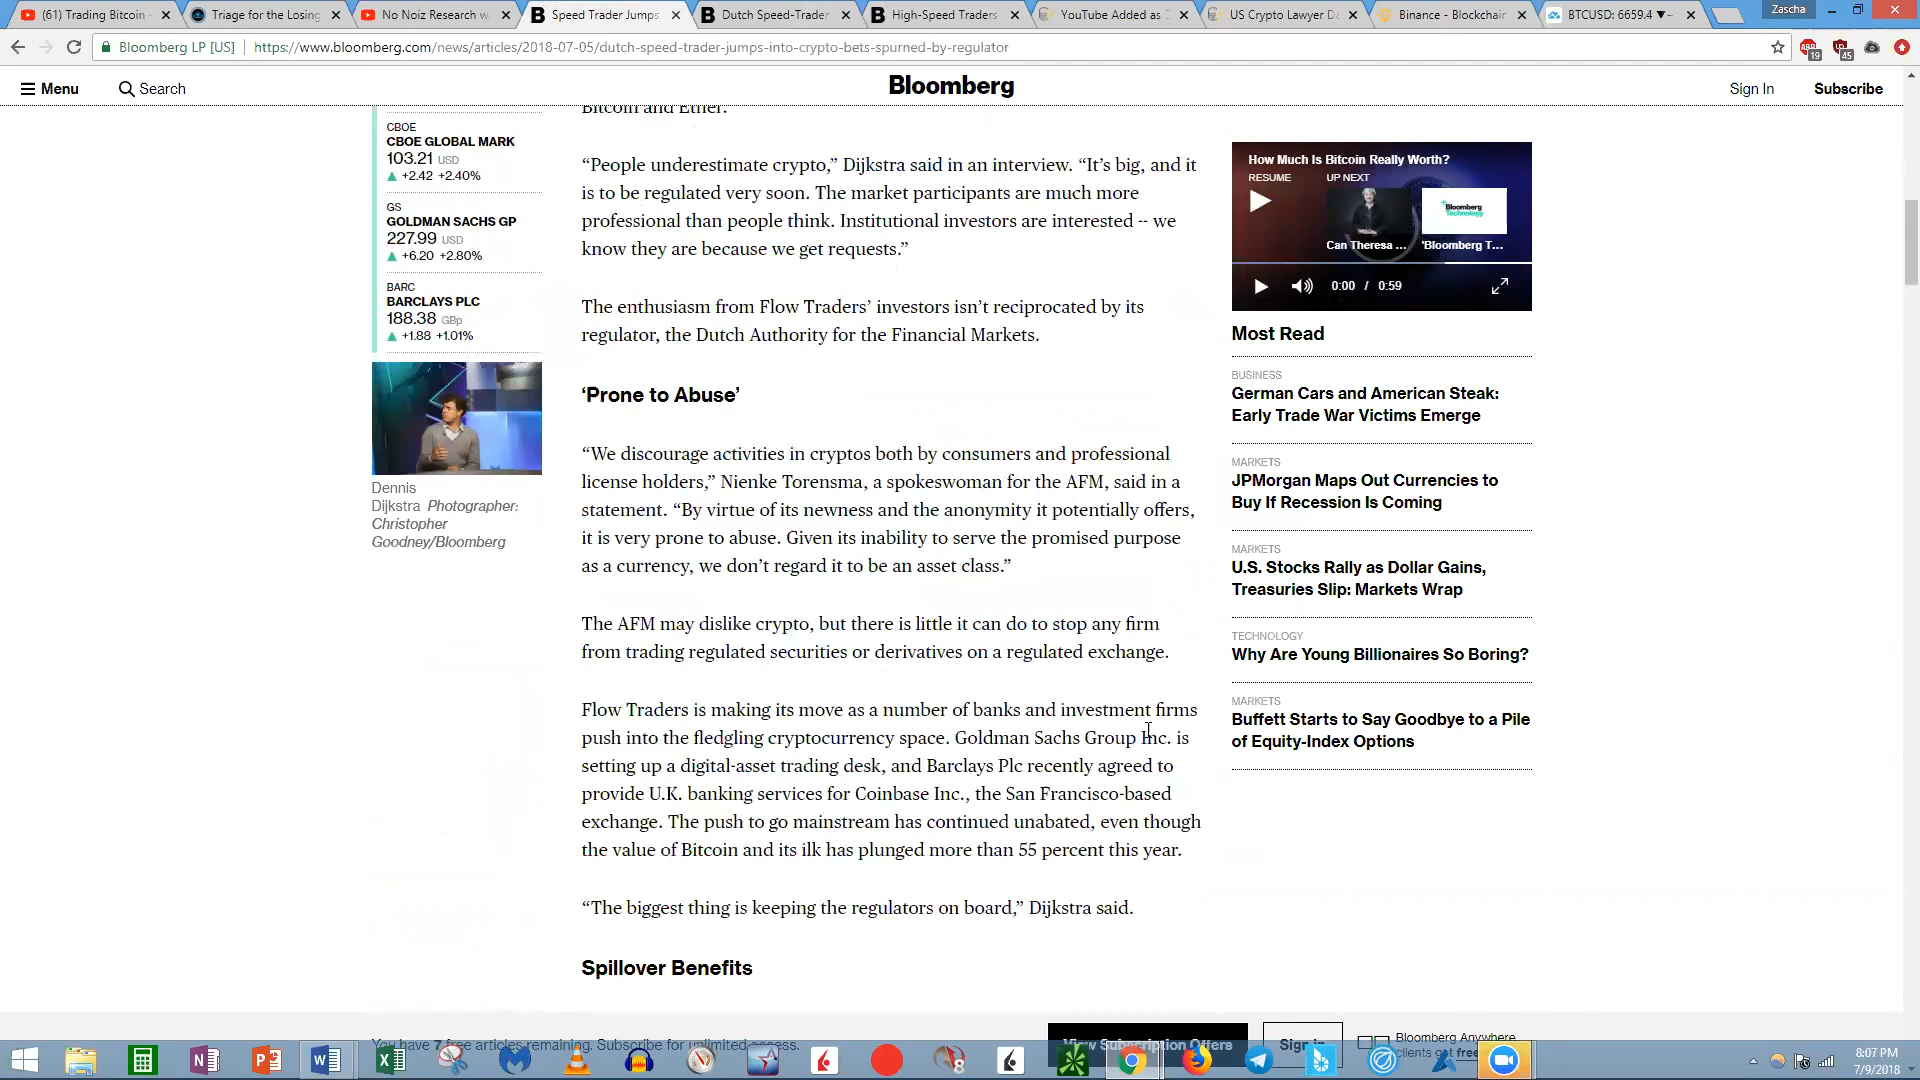 (61) Trading Bitcoin -
Triage for the Losing
No Noiz Research w
Speed Trader Jumps
Dutch Speed-Trader
High-Speed Traders
YouTube Added as
US Crypto Lawyer D
Binance - Blockchain
BTCUSD: 6659.4 ▼
Zascha
Bloomberg LP [US]
https://www.bloomberg.com/news/articles/2018-07-05/dutch-speed-trader-jumps-into-crypto-bets-spurned-by-regulator
ABP
19
45
Menu
Search
Bloomberg
Sign In
Subscribe
CBOE
CBOE GLOBAL MARK
103.21 USD
▲ +2.42 +2.40%
GS
GOLDMAN SACHS GP
227.99 USD
▲ +6.20 +2.80%
BARC
BARCLAYS PLC
188.38 GBp
▲ +1.88 +1.01%
Dennis
Dijkstra Photographer:
Christopher
Goodney/Bloomberg
Bitcoin and Ether.
“People underestimate crypto,” Dijkstra said in an interview. “It’s big, and it
is to be regulated very soon. The market participants are much more
professional than people think. Institutional investors are interested -- we
know they are because we get requests.”
The enthusiasm from Flow Traders’ investors isn’t reciprocated by its
regulator, the Dutch Authority for the Financial Markets.
‘Prone to Abuse’
“We discourage activities in cryptos both by consumers and professional
license holders,” Nienke Torensma, a spokeswoman for the AFM, said in a
statement. “By virtue of its newness and the anonymity it potentially offers,
it is very prone to abuse. Given its inability to serve the promised purpose
as a currency, we don’t regard it to be an asset class.”
The AFM may dislike crypto, but there is little it can do to stop any firm
from trading regulated securities or derivatives on a regulated exchange.
Flow Traders is making its move as a number of banks and investment firms
push into the fledgling cryptocurrency space. Goldman Sachs Group Inc. is
setting up a digital-asset trading desk, and Barclays Plc recently agreed to
provide U.K. banking services for Coinbase Inc., the San Francisco-based
exchange. The push to go mainstream has continued unabated, even though
the value of Bitcoin and its ilk has plunged more than 55 percent this year.
“The biggest thing is keeping the regulators on board,” Dijkstra said.
Spillover Benefits
How Much Is Bitcoin Really Worth?
RESUME
UP NEXT
Bloomberg
Technology
Can Theresa ...
'Bloomberg T...
0:00 / 0:59
Most Read
BUSINESS
German Cars and American Steak:
Early Trade War Victims Emerge
MARKETS
JPMorgan Maps Out Currencies to
Buy If Recession Is Coming
MARKETS
U.S. Stocks Rally as Dollar Gains,
Treasuries Slip: Markets Wrap
TECHNOLOGY
Why Are Young Billionaires So Boring?
MARKETS
Buffett Starts to Say Goodbye to a Pile
of Equity-Index Options
You have 7 free articles remaining. Subscribe for unlimited access.
View Subscription Offers
Sign in
Bloomberg Anywhere
clients get free
8:07 PM
7/9/2018